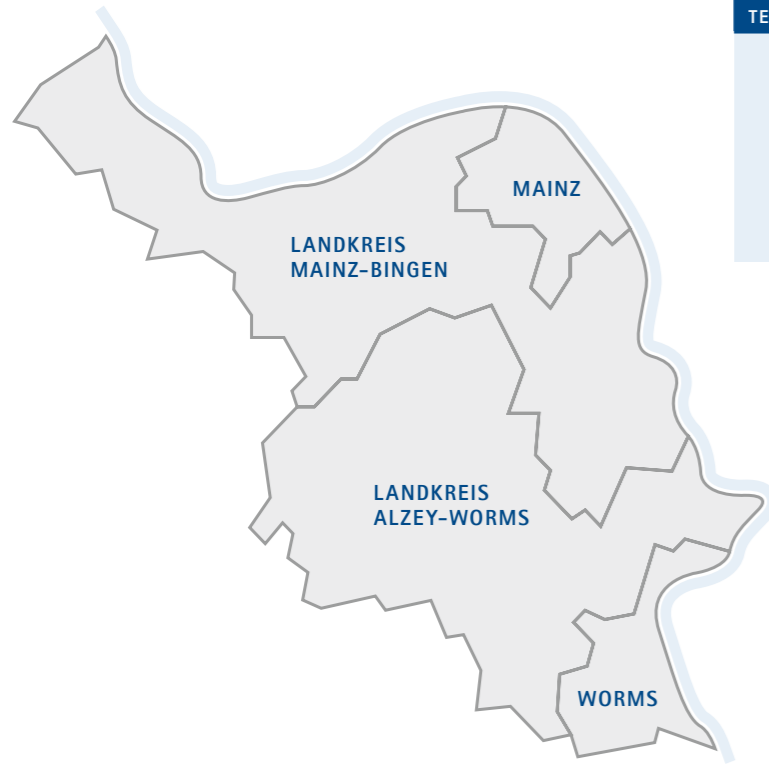 TE
MAINZ
LANDKREIS
MAINZ-BINGEN
LANDKREIS
ALZEY-WORMS
WORMS